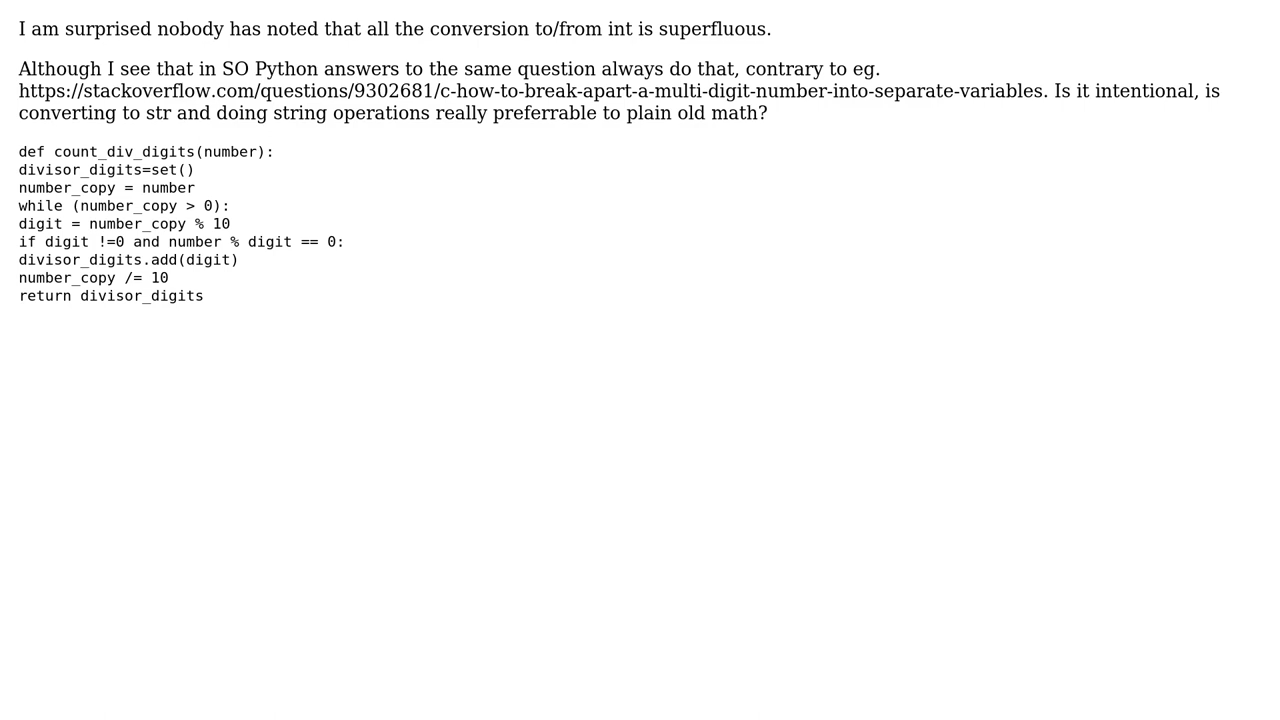 I am surprised nobody has noted that all the conversion to/from int is superfluous.
Although I see that in SO Python answers to the same question always do that, contrary to eg.
https://stackoverflow.com/questions/9302681/c-how-to-break-apart-a-multi-digit-number-into-separate-variables. Is it intentional, is
converting to str and doing string operations really preferrable to plain old math?
def count_div_digits(number):
divisor_digits=set()
number_copy = number
while (number_copy > 0):
digit = number_copy % 10
if digit !=0 and number % digit == 0:
divisor_digits.add(digit)
number_copy /= 10
return divisor_digits